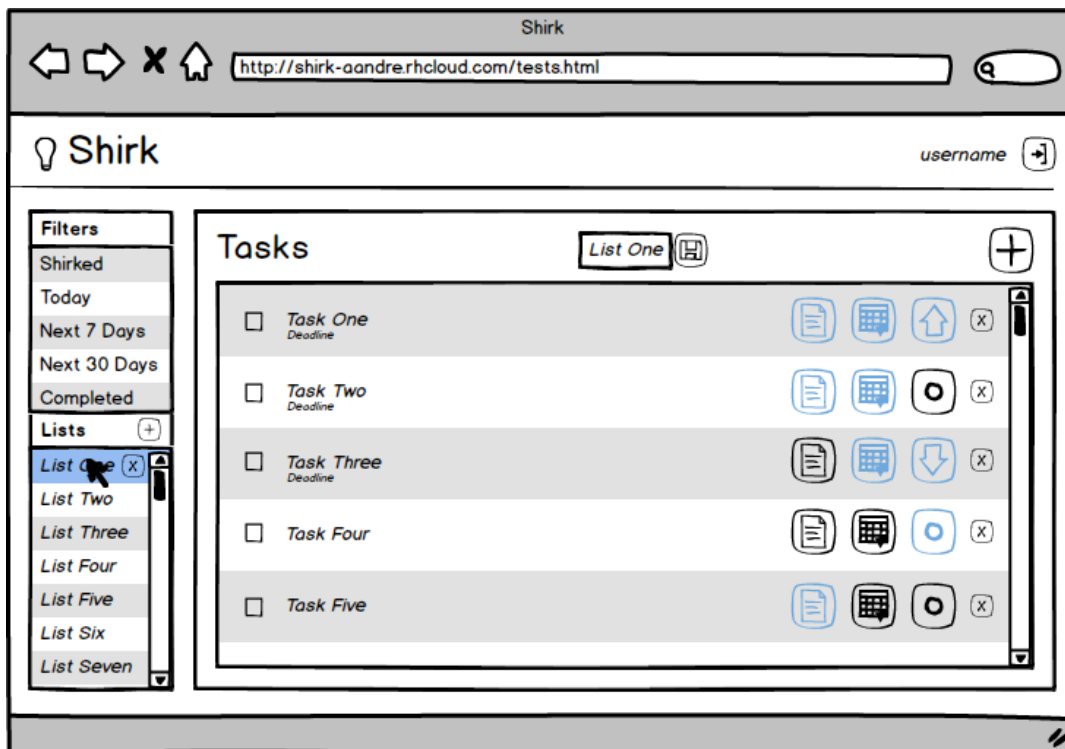 Shirk
http://shirk-aandre.rhcloud.com/tests.html
Shirk
username
Filters
Shirked
Today
Next 7 Days
Next 30 Days
Completed
Lists
List One X
List Two
List Three
List Four
List Five
List Six
List Seven
Tasks
List One
Task One
Deadline
X
Task Two
Deadline
X
Task Three
Deadline
X
Task Four
X
Task Five
X